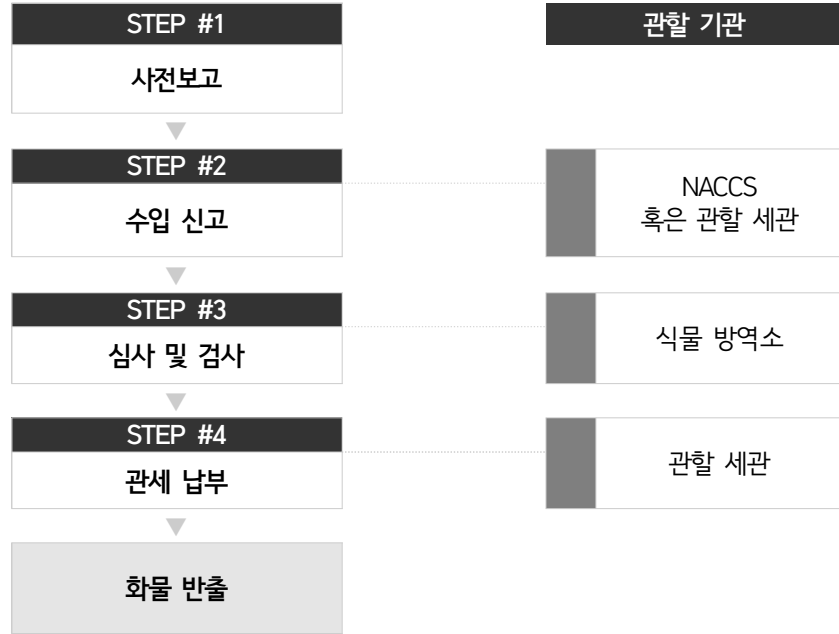 STEP #1
관할 기관
사전보고
STEP #2
수입 신고
NACCS
혹은 관할 세관
STEP #3
심사 및 검사
식물 방역소
STEP #4
관세 납부
관할 세관
화물 반출